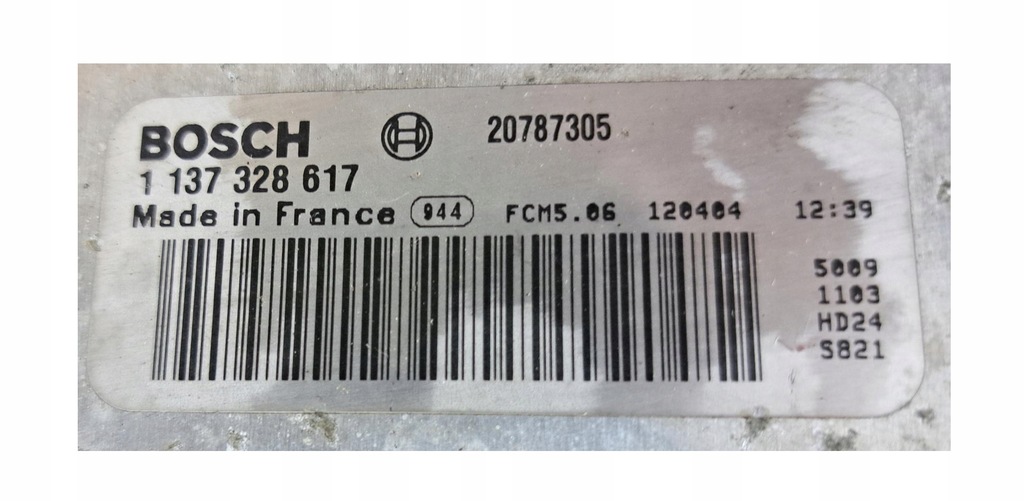 BOSCH 20787305
1 137 328 617
Made in France 944 FCM5.06 120404 12:39
5009
1103
HD24
S821